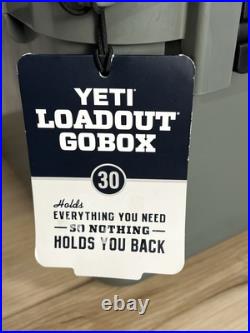 YETI
LOADOUT®
GOBOX
30
Holds
EVERYTHING YOU NEED
SO NOTHING
HOLDS YOU BACK